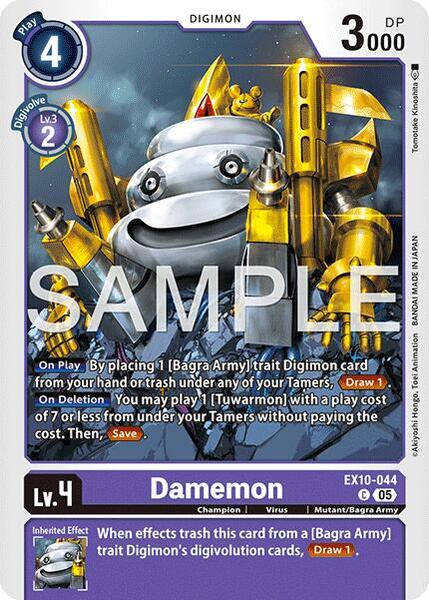 Play
4
DIGIMON
DP
3000
Digivolve
Lv.3
2
Tomotake Kinoshita
©Akiyoshi Hongo, Toei Animation BANDAI MADE IN JAPAN
SAMPLE
On Play By placing 1 [Bagra Army] trait Digimon card
from your hand or trash under any of your Tamers, Draw 1
On Deletion You may play 1 [Tuwarmon] with a play cost
of 7 or less from under your Tamers without paying the
cost. Then, Save .
Lv.4
Damemon
EX10-044
C 05
Champion Virus Mutant/Bagra Army
Inherited Effect
When effects trash this card from a [Bagra Army]
trait Digimon's digivolution cards, Draw 1 .